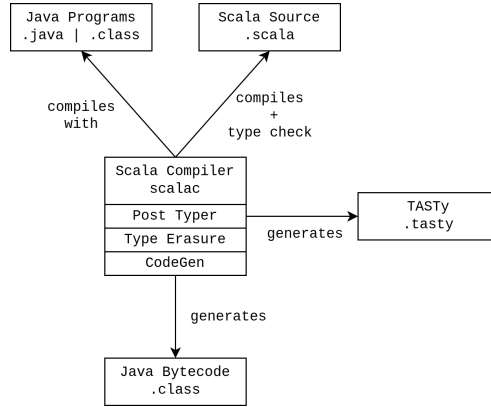 Java Programs
.java | .class
Scala Source
.scala
compiles
with
compiles
+
type check
Scala Compiler
scalac
Post Typer
Type Erasure
CodeGen
generates
TASTy
.tasty
generates
Java Bytecode
.class